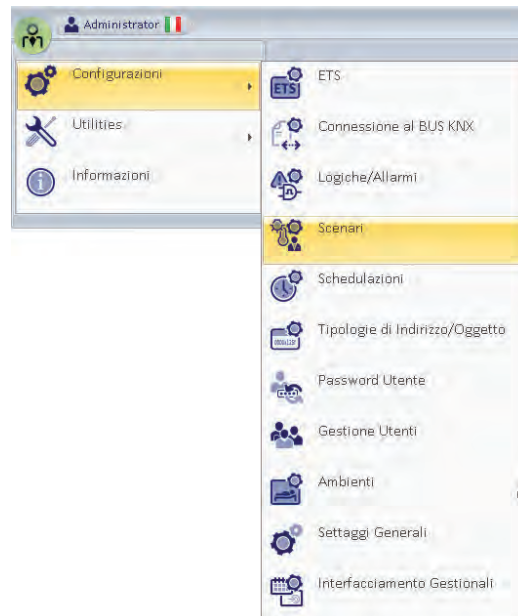 Administrator
Configurazioni
Utilities
Informazioni
ETS
ETS
Connessione al BUS KNX
Logiche/Allarmi
Scenari
Schedulazioni
Tipologie di Indirizzo/Oggetto
Password Utente
Gestione Utenti
Ambienti
Settaggi Generali
Interfacciamento Gestionali